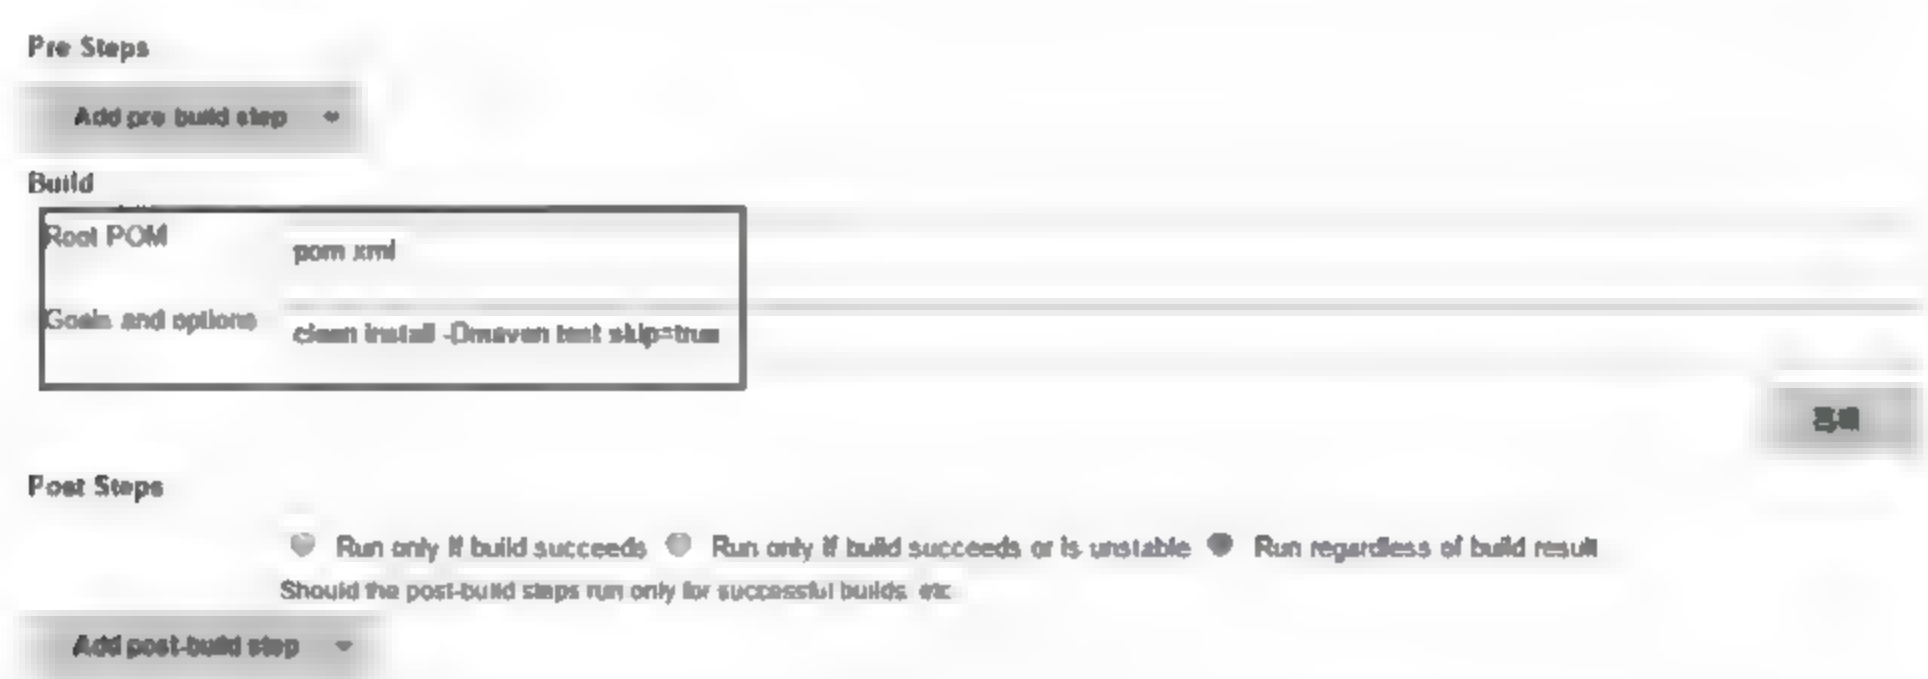 Pre Steps
Add pre-build step
Build
Root POM
pom.xml
Goals and options
clean install -Dmaven.test.skip=true
Post Steps
Run only if build succeeds Run only if build succeeds or is unstable Run regardless of build result
Should the post-build steps run only for successful builds, etc.
Add post-build step